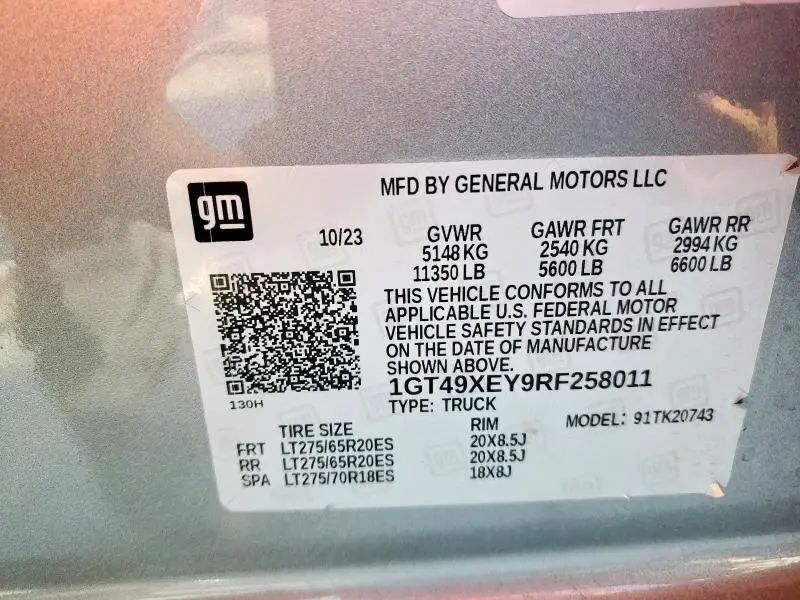 gm
MFD BY GENERAL MOTORS LLC
10/23
GVWR GAWR FRT GAWR RR
5148 KG 2540 KG 2994 KG
11350 LB 5600 LB 6600 LB
THIS VEHICLE CONFORMS TO ALL
APPLICABLE U.S. FEDERAL MOTOR
VEHICLE SAFETY STANDARDS IN EFFECT
ON THE DATE OF MANUFACTURE
SHOWN ABOVE.
1GT49XEY9RF258011
130H
TYPE: TRUCK
MODEL: 91TK20743
TIRE SIZE RIM
FRT LT275/65R20ES 20X8.5J
RR LT275/65R20ES 20X8.5J
SPA LT275/70R18ES 18X8J